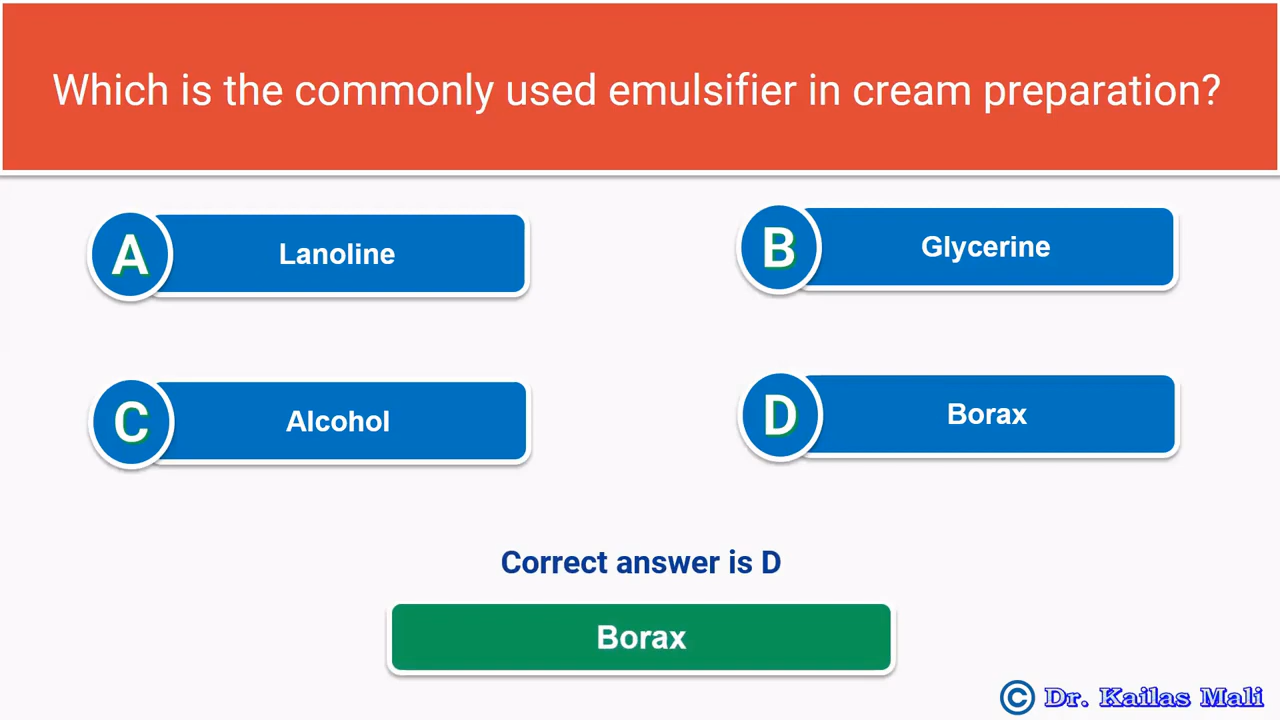 Which is the commonly used emulsifier in cream preparation?
A Lanoline
B Glycerine
C Alcohol
D Borax
Correct answer is D
Borax
© Dr. Kailas Mali